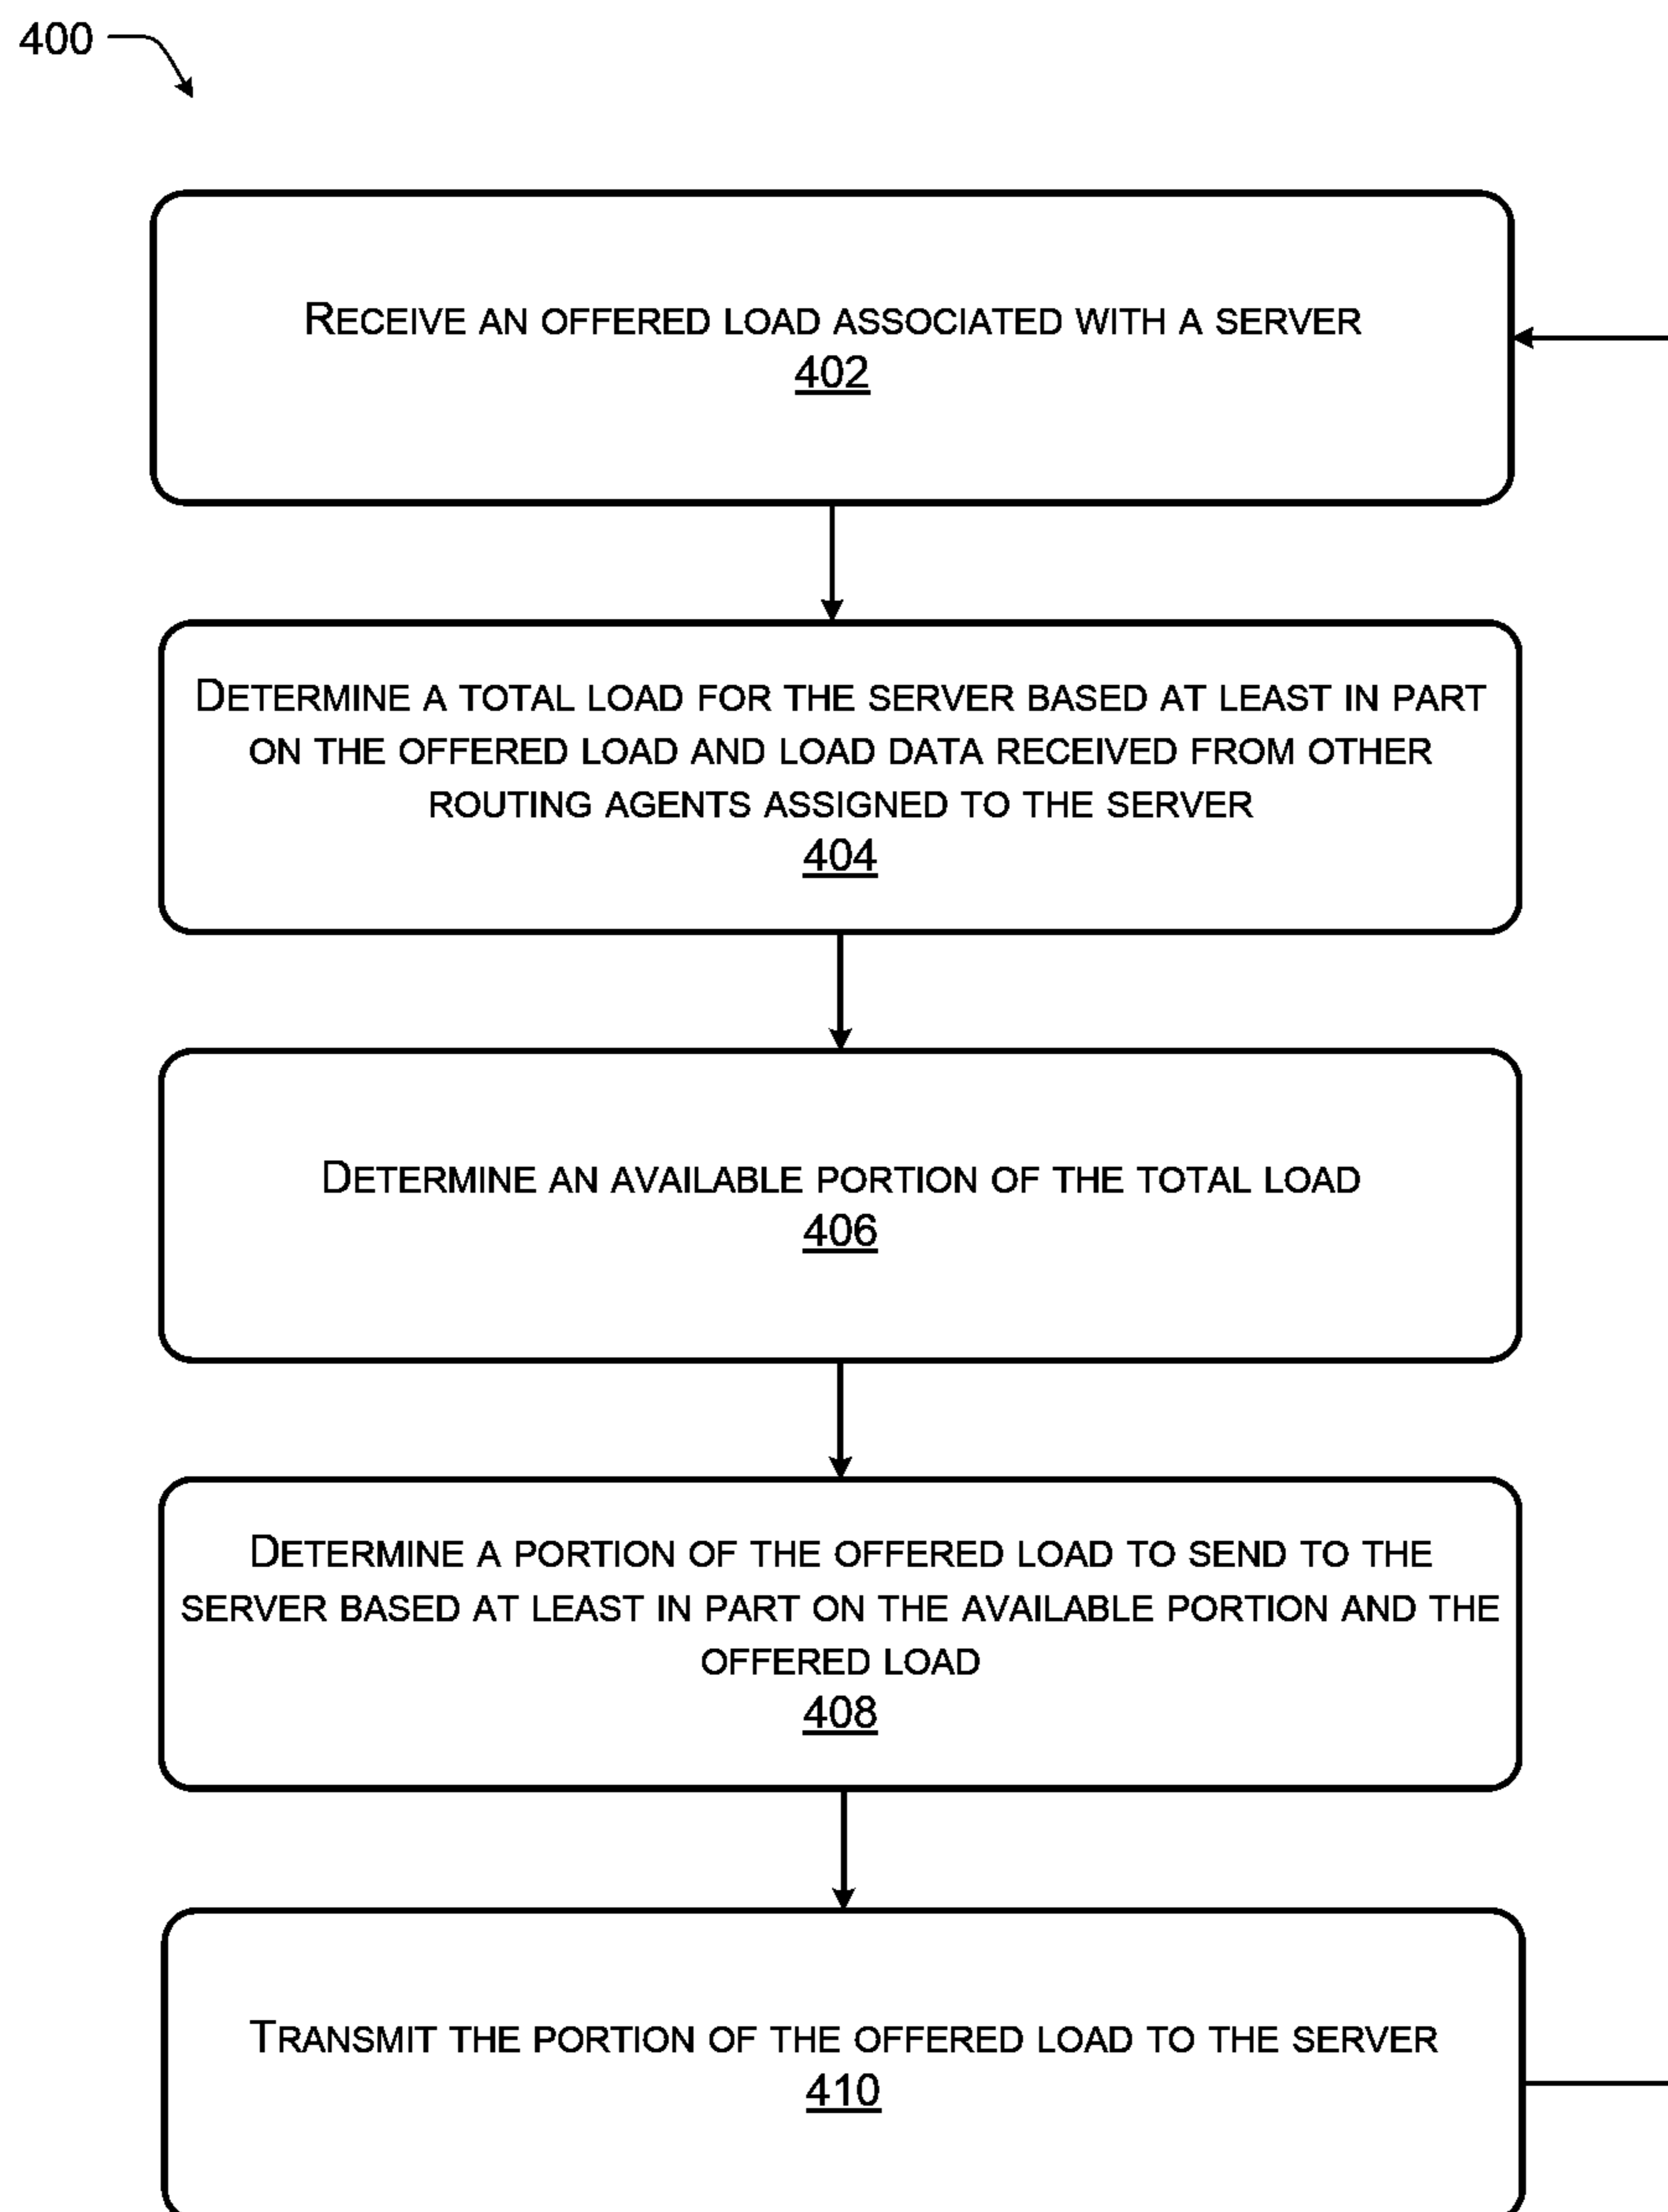 400
RECEIVE AN OFFERED LOAD ASSOCIATED WITH A SERVER
402
DETERMINE A TOTAL LOAD FOR THE SERVER BASED AT LEAST IN PART
ON THE OFFERED LOAD AND LOAD DATA RECEIVED FROM OTHER
ROUTING AGENTS ASSIGNED TO THE SERVER
404
DETERMINE AN AVAILABLE PORTION OF THE TOTAL LOAD
406
DETERMINE A PORTION OF THE OFFERED LOAD TO SEND TO THE
SERVER BASED AT LEAST IN PART ON THE AVAILABLE PORTION AND THE
OFFERED LOAD
408
TRANSMIT THE PORTION OF THE OFFERED LOAD TO THE SERVER
410